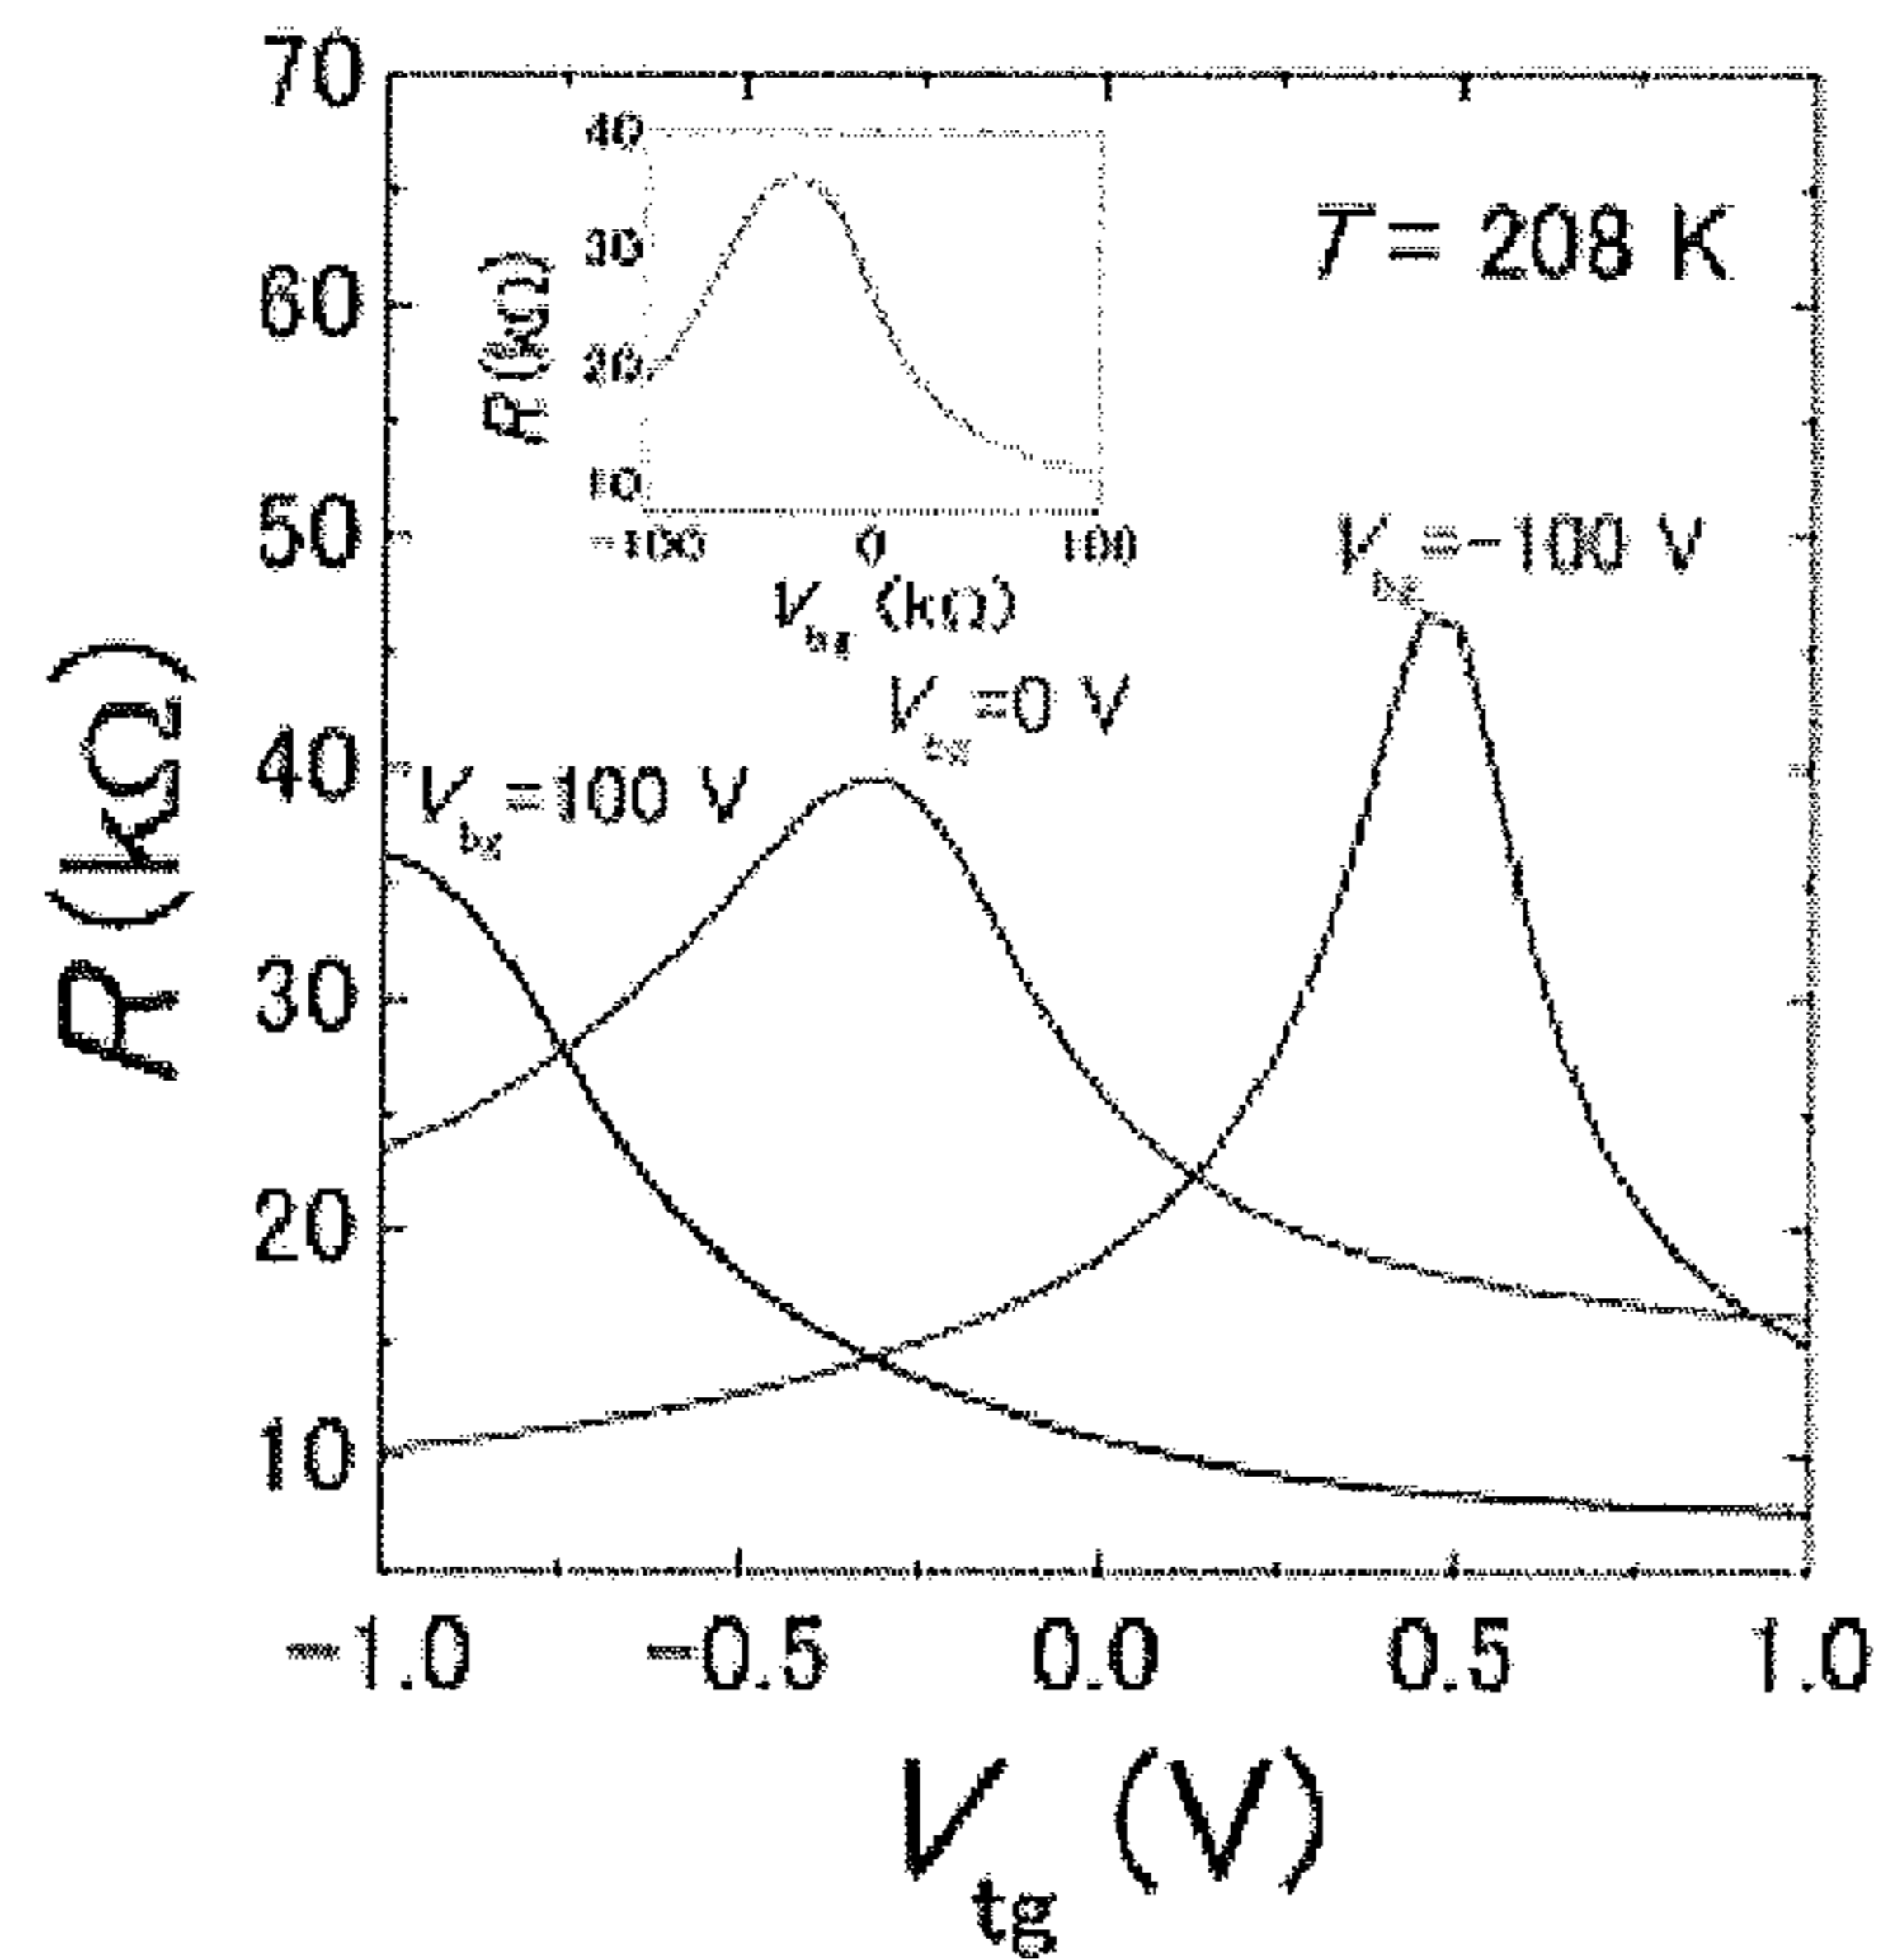 70
60
50
40
30
20
10
R (kΩ)
-1.0 -0.5 0.0 0.5 1.0
V_tg (V)
T = 208 K
40
30
20
10
R (kΩ)
-100 0 100
V_bg (kΩ)
V_bg=-100 V
V_bg=0 V
V_bg=100 V